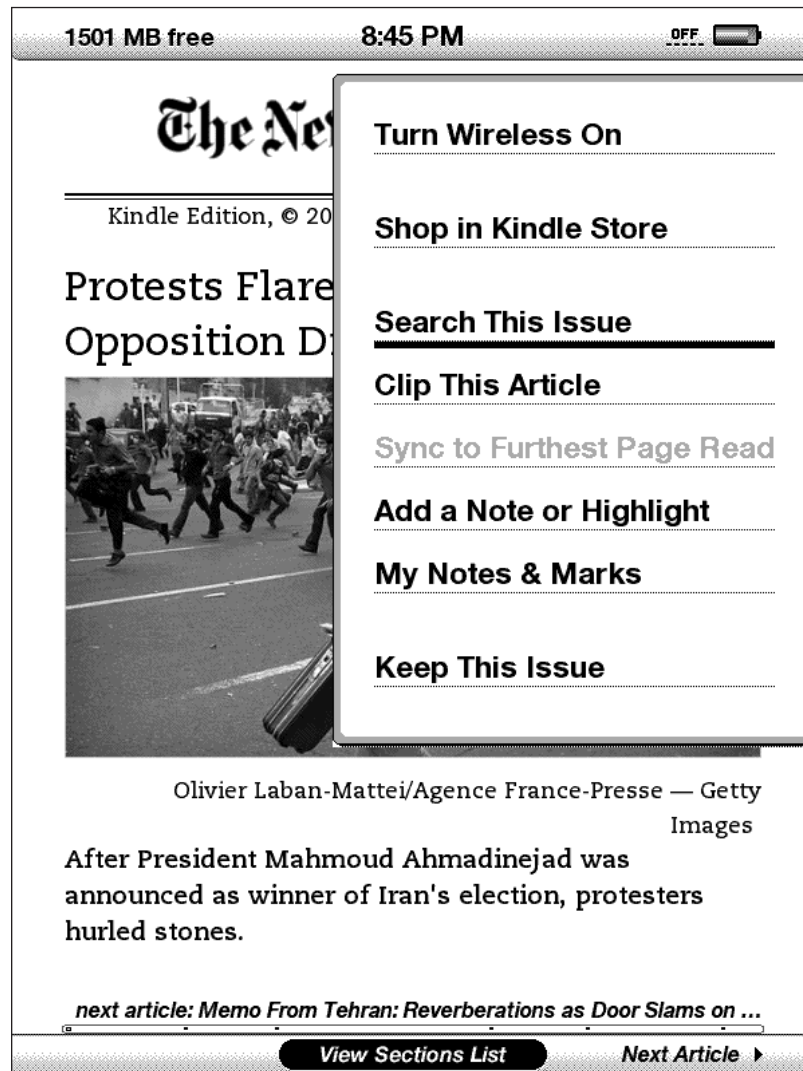 1501 MB free 8:45 PM OFF
The Ne
Kindle Edition, © 20
Protests Flare
Opposition D
Turn Wireless On
Shop in Kindle Store
Search This Issue
Clip This Article
Sync to Furthest Page Read
Add a Note or Highlight
My Notes & Marks
Keep This Issue
Olivier Laban-Mattei/Agence France-Presse — Getty
Images
After President Mahmoud Ahmadinejad was
announced as winner of Iran's election, protesters
hurled stones.
next article: Memo From Tehran: Reverberations as Door Slams on ...
View Sections List Next Article